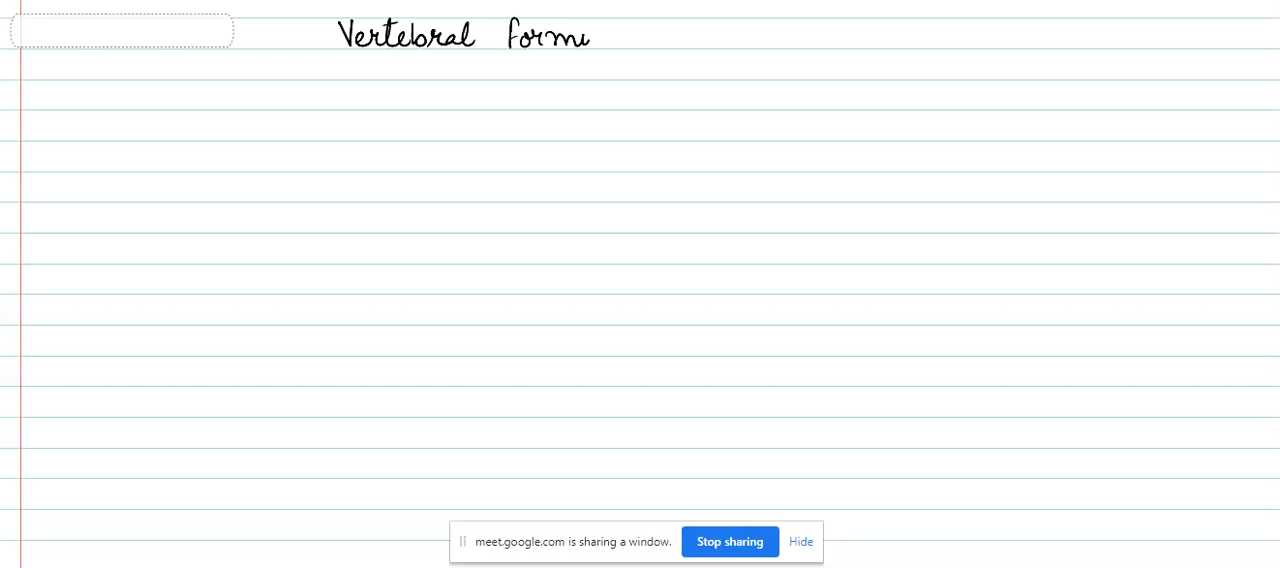 Vertebral formu
meet.google.com is sharing a window. Stop sharing Hide